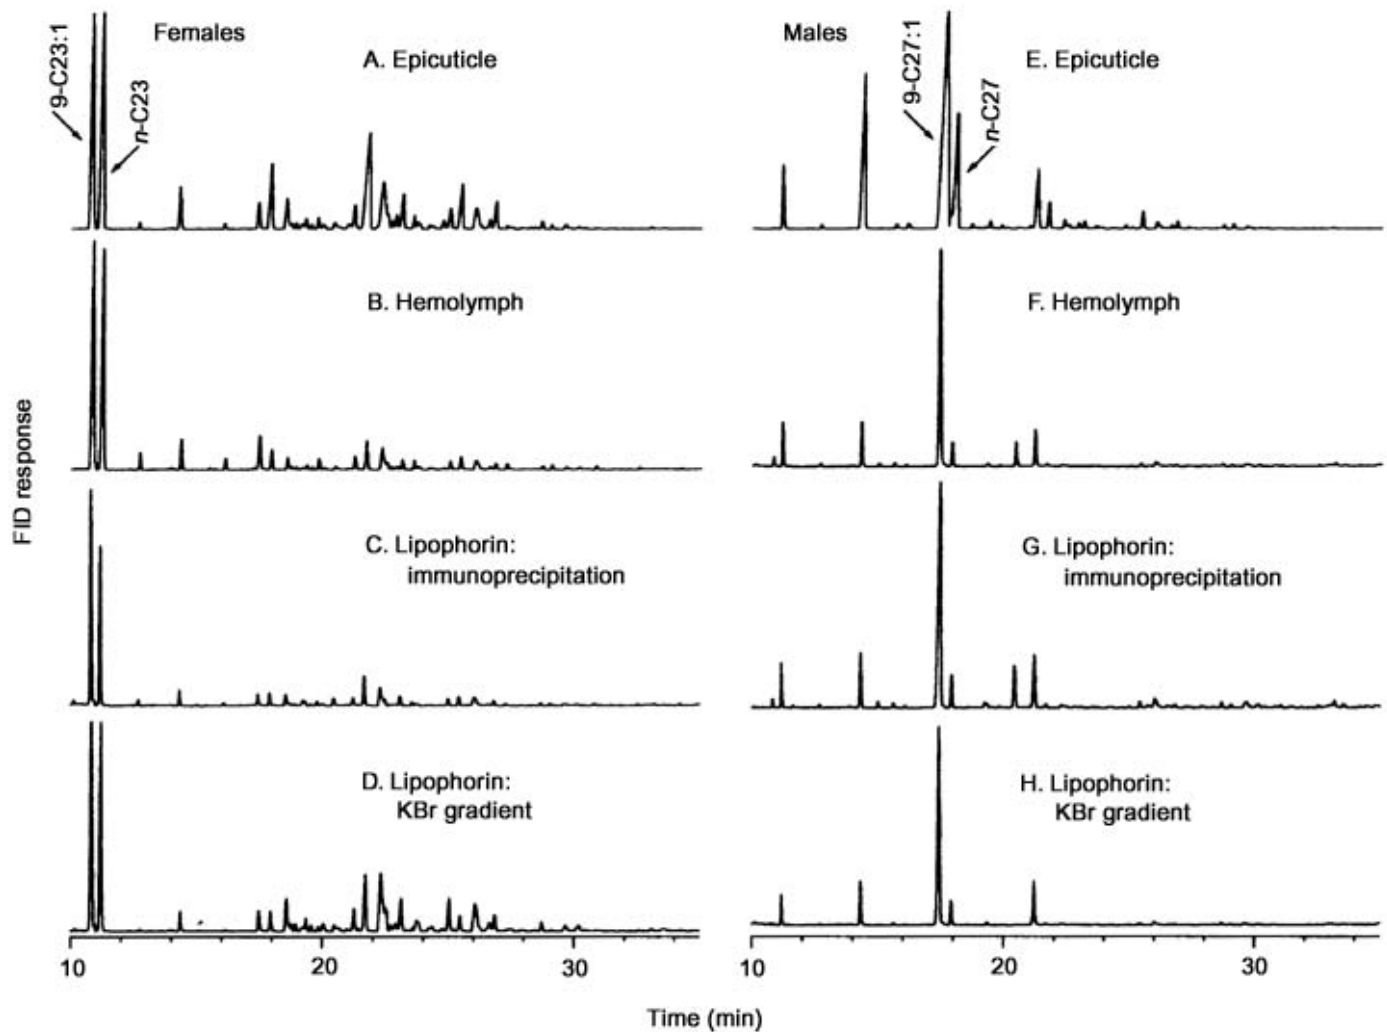 Females
Males
9-C23:1
n-C23
A. Epicuticle
9-C27:1
n-C27
E. Epicuticle
B. Hemolymph
F. Hemolymph
FID response
C. Lipophorin:
immunoprecipitation
G. Lipophorin:
immunoprecipitation
D. Lipophorin:
KBr gradient
H. Lipophorin:
KBr gradient
10
20
30
10
20
30
Time (min)